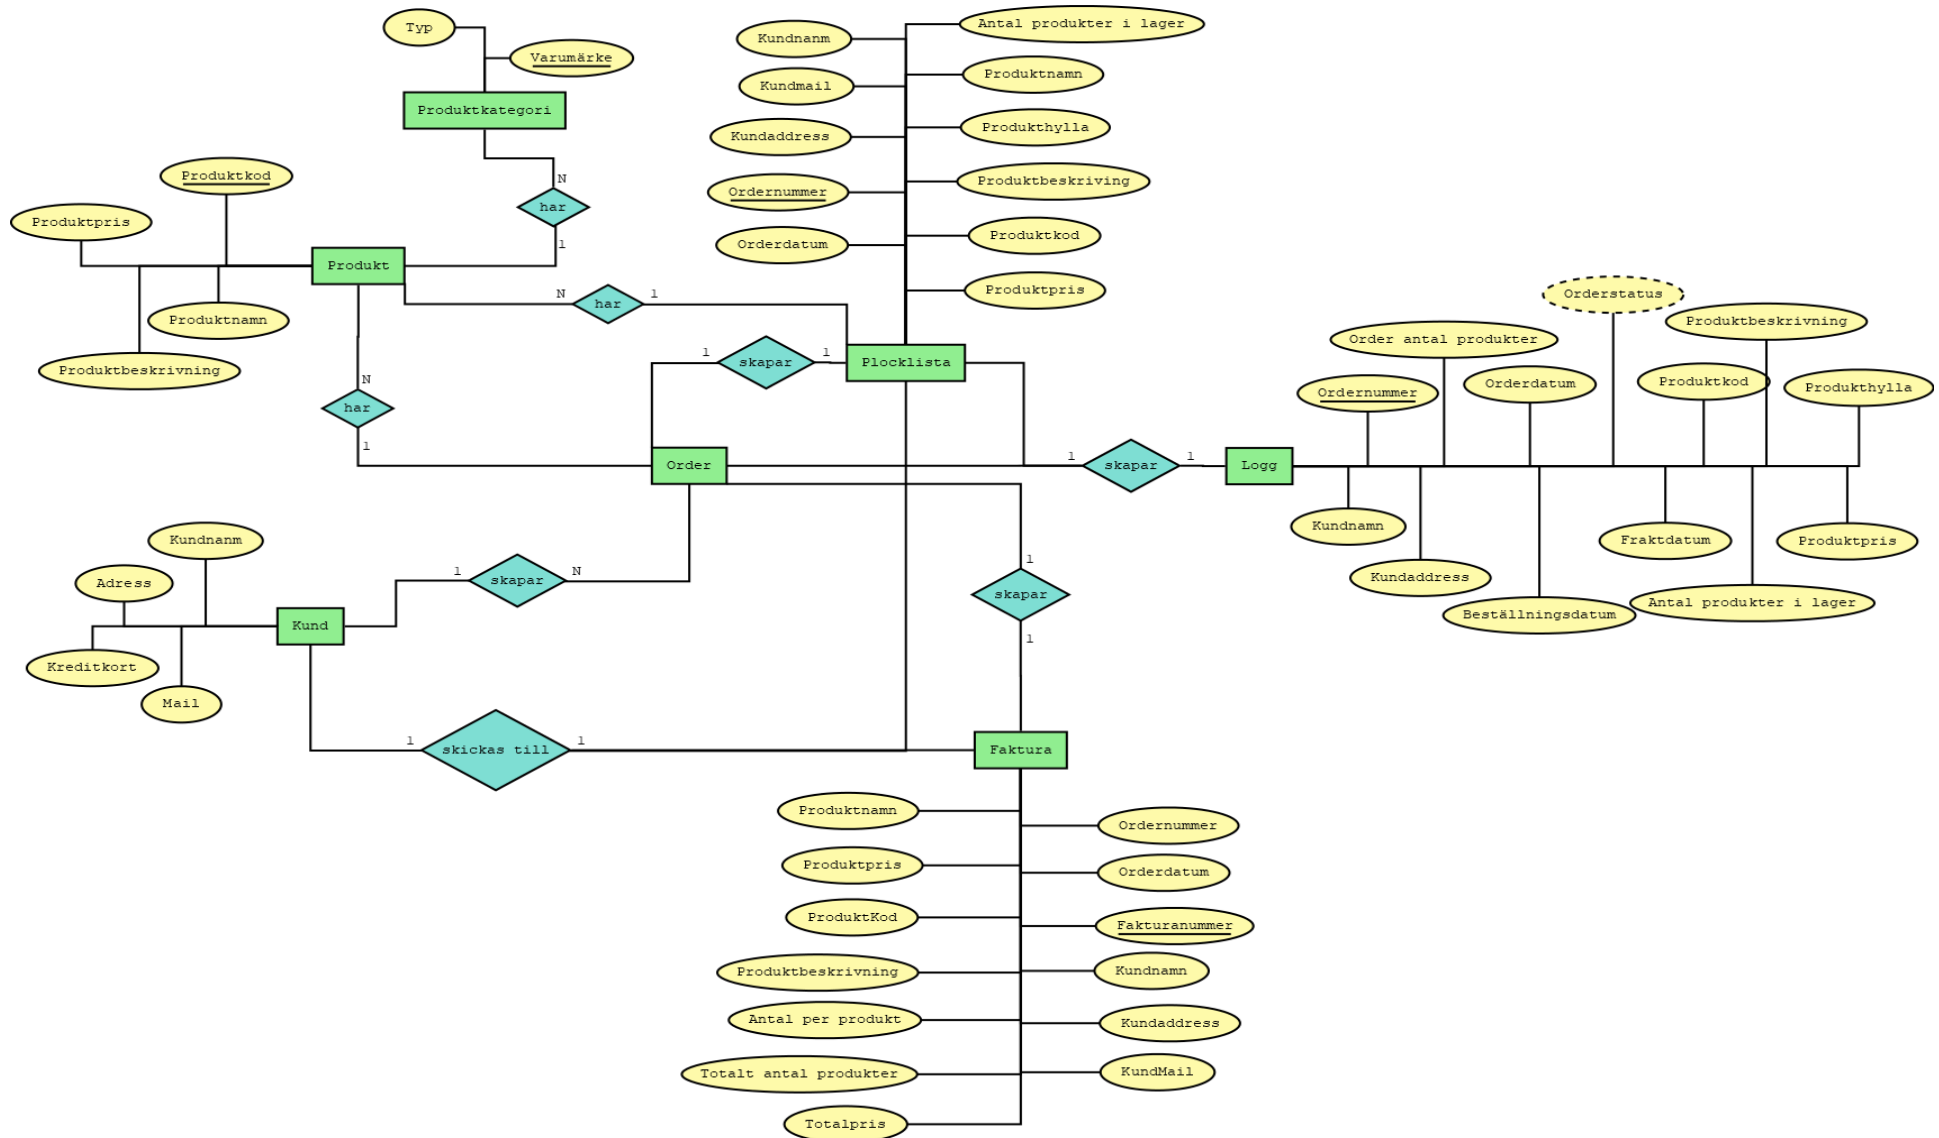 Typ
Varumärke
Produktkategori
N
har
1
Produktkod
Produktpris
Produkt
Produktnamn
Produktbeskrivning
N
har
1
N
har
1
Kundnanm
Kundmail
Kundaddress
Ordernummer
Orderdatum
Antal produkter i lager
Produktnamn
Produkthylla
Produktbeskriving
Produktkod
Produktpris
1
skapar
1
Plocklista
Order
1
skapar
1
Logg
Orderstatus
Produktbeskrivning
Order antal produkter
Orderdatum
Produktkod
Produkthylla
Ordernummer
Kundnamn
Fraktdatum
Produktpris
Kundaddress
Beställningsdatum
Antal produkter i lager
Kundnanm
Adress
Kund
Kreditkort
Mail
1
skapar
N
1
skapar
1
1
skickas till
1
Faktura
Produktnamn
Produktpris
ProduktKod
Produktbeskrivning
Antal per produkt
Totalt antal produkter
Totalpris
Ordernummer
Orderdatum
Fakturanummer
Kundnamn
Kundaddress
KundMail